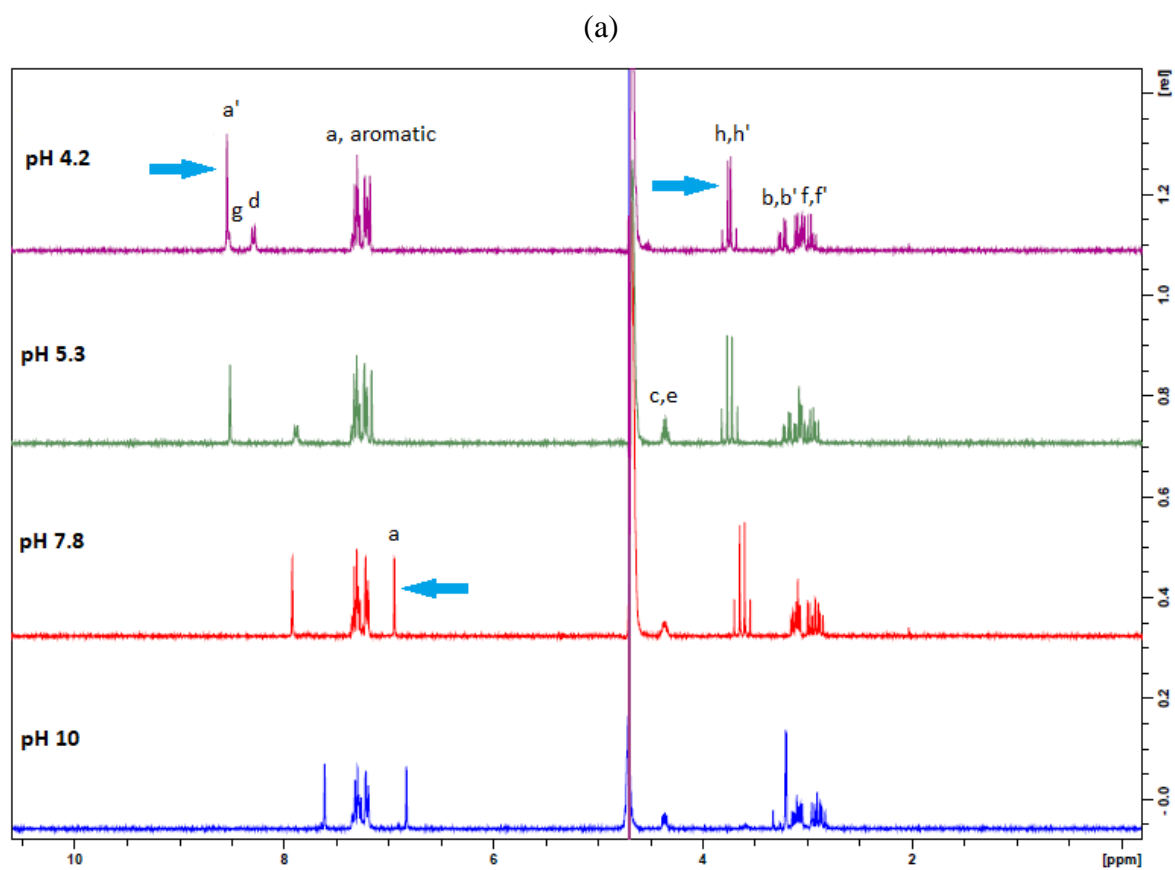 (a)
a'
a, aromatic
h,h'
pH 4.2
g d
b,b' f,f'
pH 5.3
c,e
pH 7.8
a
pH 10
[rel]
1.2
1.0
0.8
0.6
0.4
0.2
- 0.0
10 8 6 4 2 [ppm]